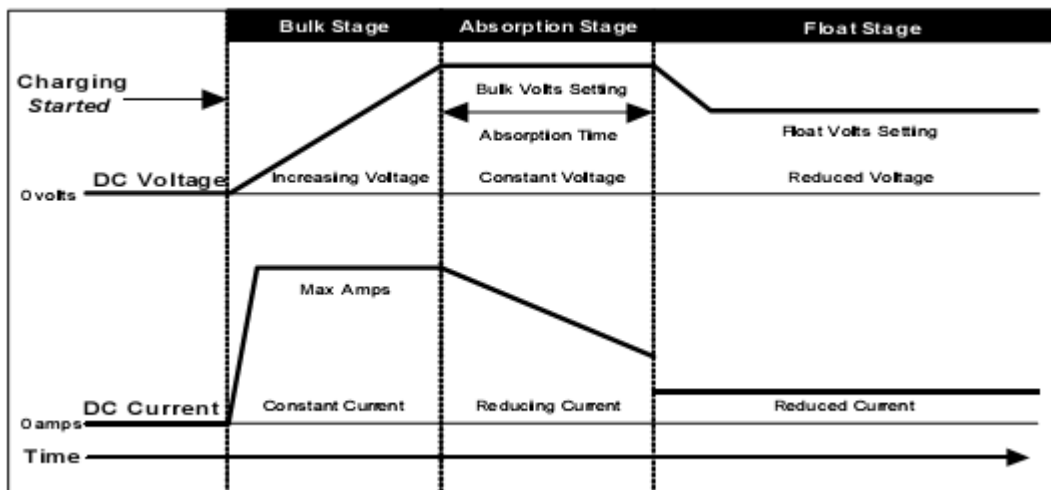 Bulk Stage
Absorption Stage
Float Stage
Charging
Started
Bulk Volts Setting
Absorption Time
Float Volts Setting
DC Voltage
0 volts
Increasing Voltage
Constant Voltage
Reduced Voltage
Max Amps
DC Current
0 amps
Constant Current
Reducing Current
Reduced Current
Time